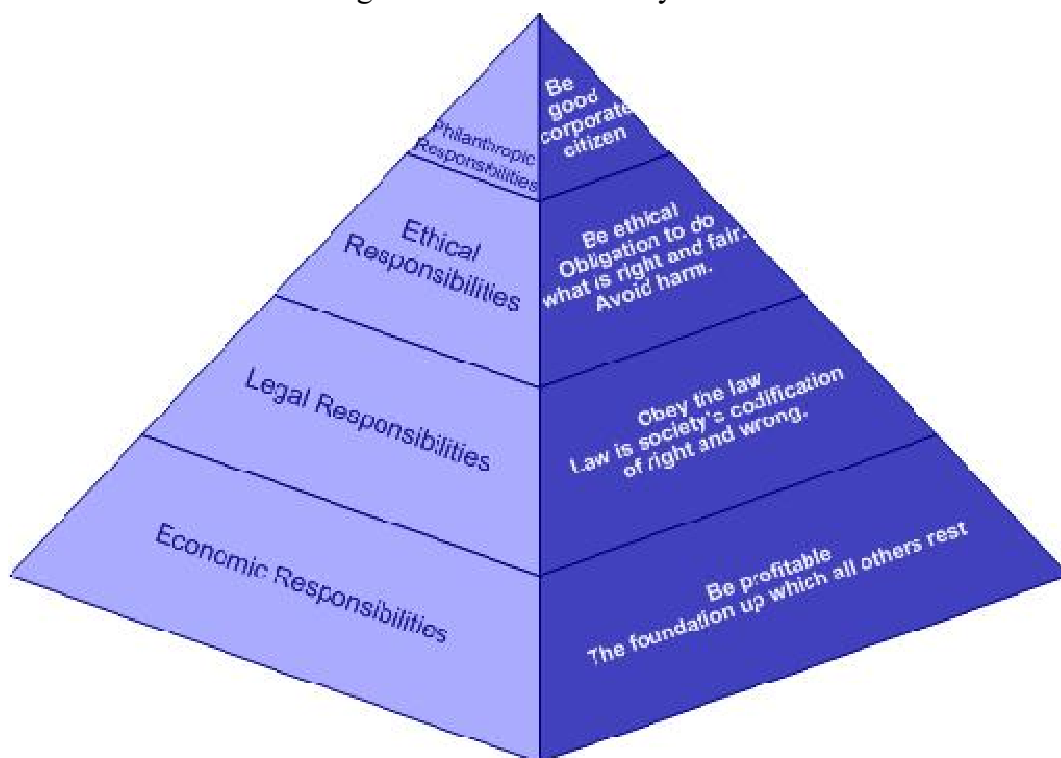 Philanthropic
Responsibilities
Be
good
corporate
citizen
Ethical
Responsibilities
Be ethical
Obligation to do
what is right and fair.
Avoid harm.
Legal Responsibilities
Obey the law
Law is society's codification
of right and wrong.
Economic Responsibilities
Be profitable
The foundation up which all others rest